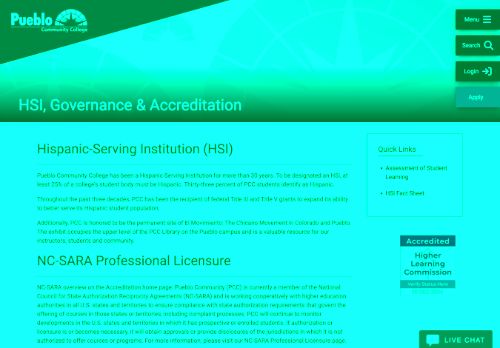 Pueblo
Community College
Menu
Search
Login
Apply
HSI, Governance & Accreditation
Hispanic-Serving Institution (HSI)
Pueblo Community College has been a Hispanic Serving Institution for more than 30 years. To be designated an HSI, at
least 25% of a college's student body must be Hispanic. Thirty-three percent of PCC students identify as Hispanic.
Throughout the past three decades, PCC has been the recipient of federal Title III and Title V grants to expand its ability
to better serve its Hispanic student population.
Additionally, PCC is honored to be the permanent site of El Movimiento: The Chicano Movement in Colorado and Pueblo.
The exhibit occupies the upper level of the PCC Library on the Pueblo campus and is a valuable resource for our
instructors, students and community.
NC-SARA Professional Licensure
NC-SARA overview on the Accreditation home page: Pueblo Community (PCC) is currently a member of the National
Council for State Authorization Reciprocity Agreements (NC-SARA) and is working cooperatively with higher education
authorities in all U.S. states and territories to ensure compliance with state authorization requirements that govern the
offering of courses in those states or territories, including complaint processes. PCC will continue to monitor
developments in the U.S. states and territories in which it has prospective or enrolled students. If authorization or
licensure is or becomes necessary, it will obtain approvals or provide disclosures of the jurisdictions in which it is not
authorized to offer courses or programs. For more information, please visit our NC-SARA Professional Licensure page.
Quick Links
Assessment of Student
Learning
HSI Fact Sheet
Accredited
Higher
Learning
Commission
Verify Status Here
LIVE CHAT